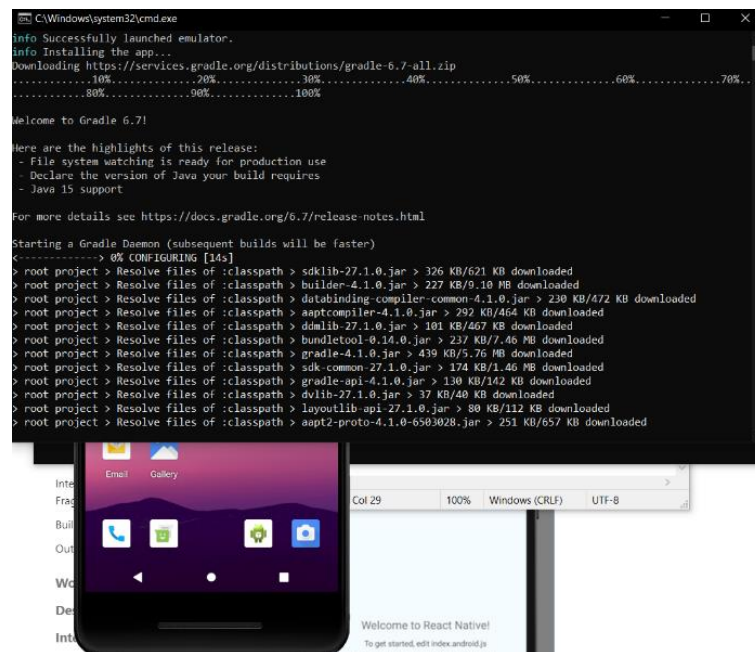 C:\Windows\system32\cmd.exe
info Successfully launched emulator.
info Installing the app...
Downloading https://services.gradle.org/distributions/gradle-6.7-all.zip
............10%.............20%.............30%.............40%.............50%.............60%.............70%..
............80%.............90%.............100%
Welcome to Gradle 6.7!
Here are the highlights of this release:
- File system watching is ready for production use
- Declare the version of Java your build requires
- Java 15 support
For more details see https://docs.gradle.org/6.7/release-notes.html
Starting a Gradle Daemon (subsequent builds will be faster)
<-------------> 0% CONFIGURING [14s]
> root project > Resolve files of :classpath > sdklib-27.1.0.jar > 326 KB/621 KB downloaded
> root project > Resolve files of :classpath > builder-4.1.0.jar > 227 KB/9.10 MB downloaded
> root project > Resolve files of :classpath > databinding-compiler-common-4.1.0.jar > 230 KB/472 KB downloaded
> root project > Resolve files of :classpath > aaptcompiler-4.1.0.jar > 292 KB/464 KB downloaded
> root project > Resolve files of :classpath > ddmlib-27.1.0.jar > 101 KB/467 KB downloaded
> root project > Resolve files of :classpath > bundletool-0.14.0.jar > 237 KB/7.46 MB downloaded
> root project > Resolve files of :classpath > gradle-4.1.0.jar > 439 KB/5.76 MB downloaded
> root project > Resolve files of :classpath > sdk-common-27.1.0.jar > 174 KB/1.46 MB downloaded
> root project > Resolve files of :classpath > gradle-api-4.1.0.jar > 130 KB/142 KB downloaded
> root project > Resolve files of :classpath > dvlib-27.1.0.jar > 37 KB/40 KB downloaded
> root project > Resolve files of :classpath > layoutlib-api-27.1.0.jar > 80 KB/112 KB downloaded
> root project > Resolve files of :classpath > aapt2-proto-4.1.0-6503028.jar > 251 KB/657 KB downloaded
Email Gallery
Col 29 100% Windows (CRLF) UTF-8
Inte
Frag
Buil
Out
Wo
Des
Inte
Welcome to React Native!
To get started, edit index.android.js